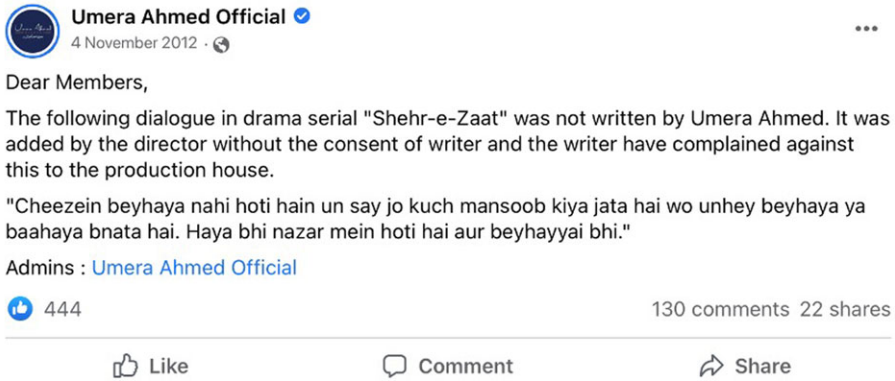 Umera Ahmed Official
4 November 2012 ·
Dear Members,
The following dialogue in drama serial "Shehr-e-Zaat" was not written by Umera Ahmed. It was
added by the director without the consent of writer and the writer have complained against
this to the production house.
"Cheezein beyhaya nahi hoti hain un say jo kuch mansoob kiya jata hai wo unhey beyhaya ya
baahaya bnata hai. Haya bhi nazar mein hoti hai aur beyhayyai bhi."
Admins : Umera Ahmed Official
444
130 comments 22 shares
Like
Comment
Share